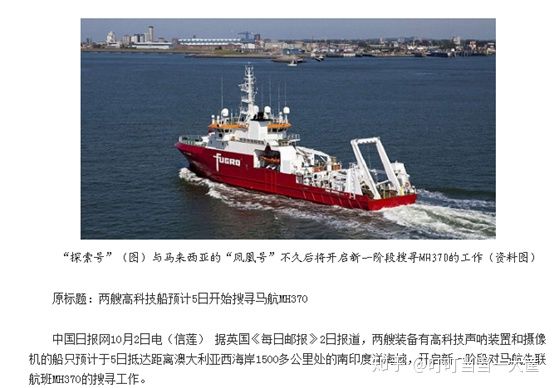 FUGRO
"探索号"（图）与马来西亚的"凤凰号"不久后将开启新一阶段搜寻MH370的工作（资料图）
原标题：两艘高科技船预计5日开始搜寻马航MH370
中国日报网10月2日电（信莲） 据英国《每日邮报》2日报道，两艘装备有高科技声呐装置和摄像
机的船只预计于5日抵达距离澳大利亚西海岸1500多公里处的南印度洋海域，开启新一阶段对马航失联
航班MH370的搜寻工作。